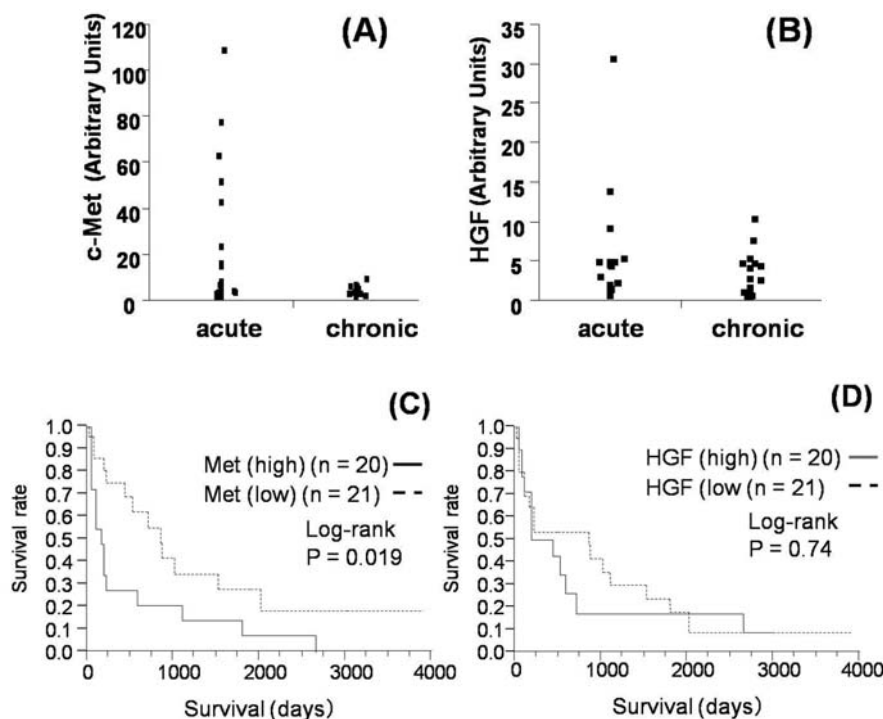 (A)
c-Met (Arbitrary Units)
120
100
80
60
40
20
0
acute chronic
(B)
HGF (Arbitrary Units)
35
30
25
20
15
10
5
0
acute chronic
(C)
Survival rate
1.0
0.9
0.8
0.7
0.6
0.5
0.4
0.3
0.2
0.1
0.0
Met (high) (n = 20)
Met (low) (n = 21)
Log-rank
P = 0.019
0 1000 2000 3000 4000
Survival (days)
(D)
Survival rate
1.0
0.9
0.8
0.7
0.6
0.5
0.4
0.3
0.2
0.1
0.0
HGF (high) (n = 20)
HGF (low (n = 21)
Log-rank
P = 0.74
0 1000 2000 3000 4000
Survival (days)